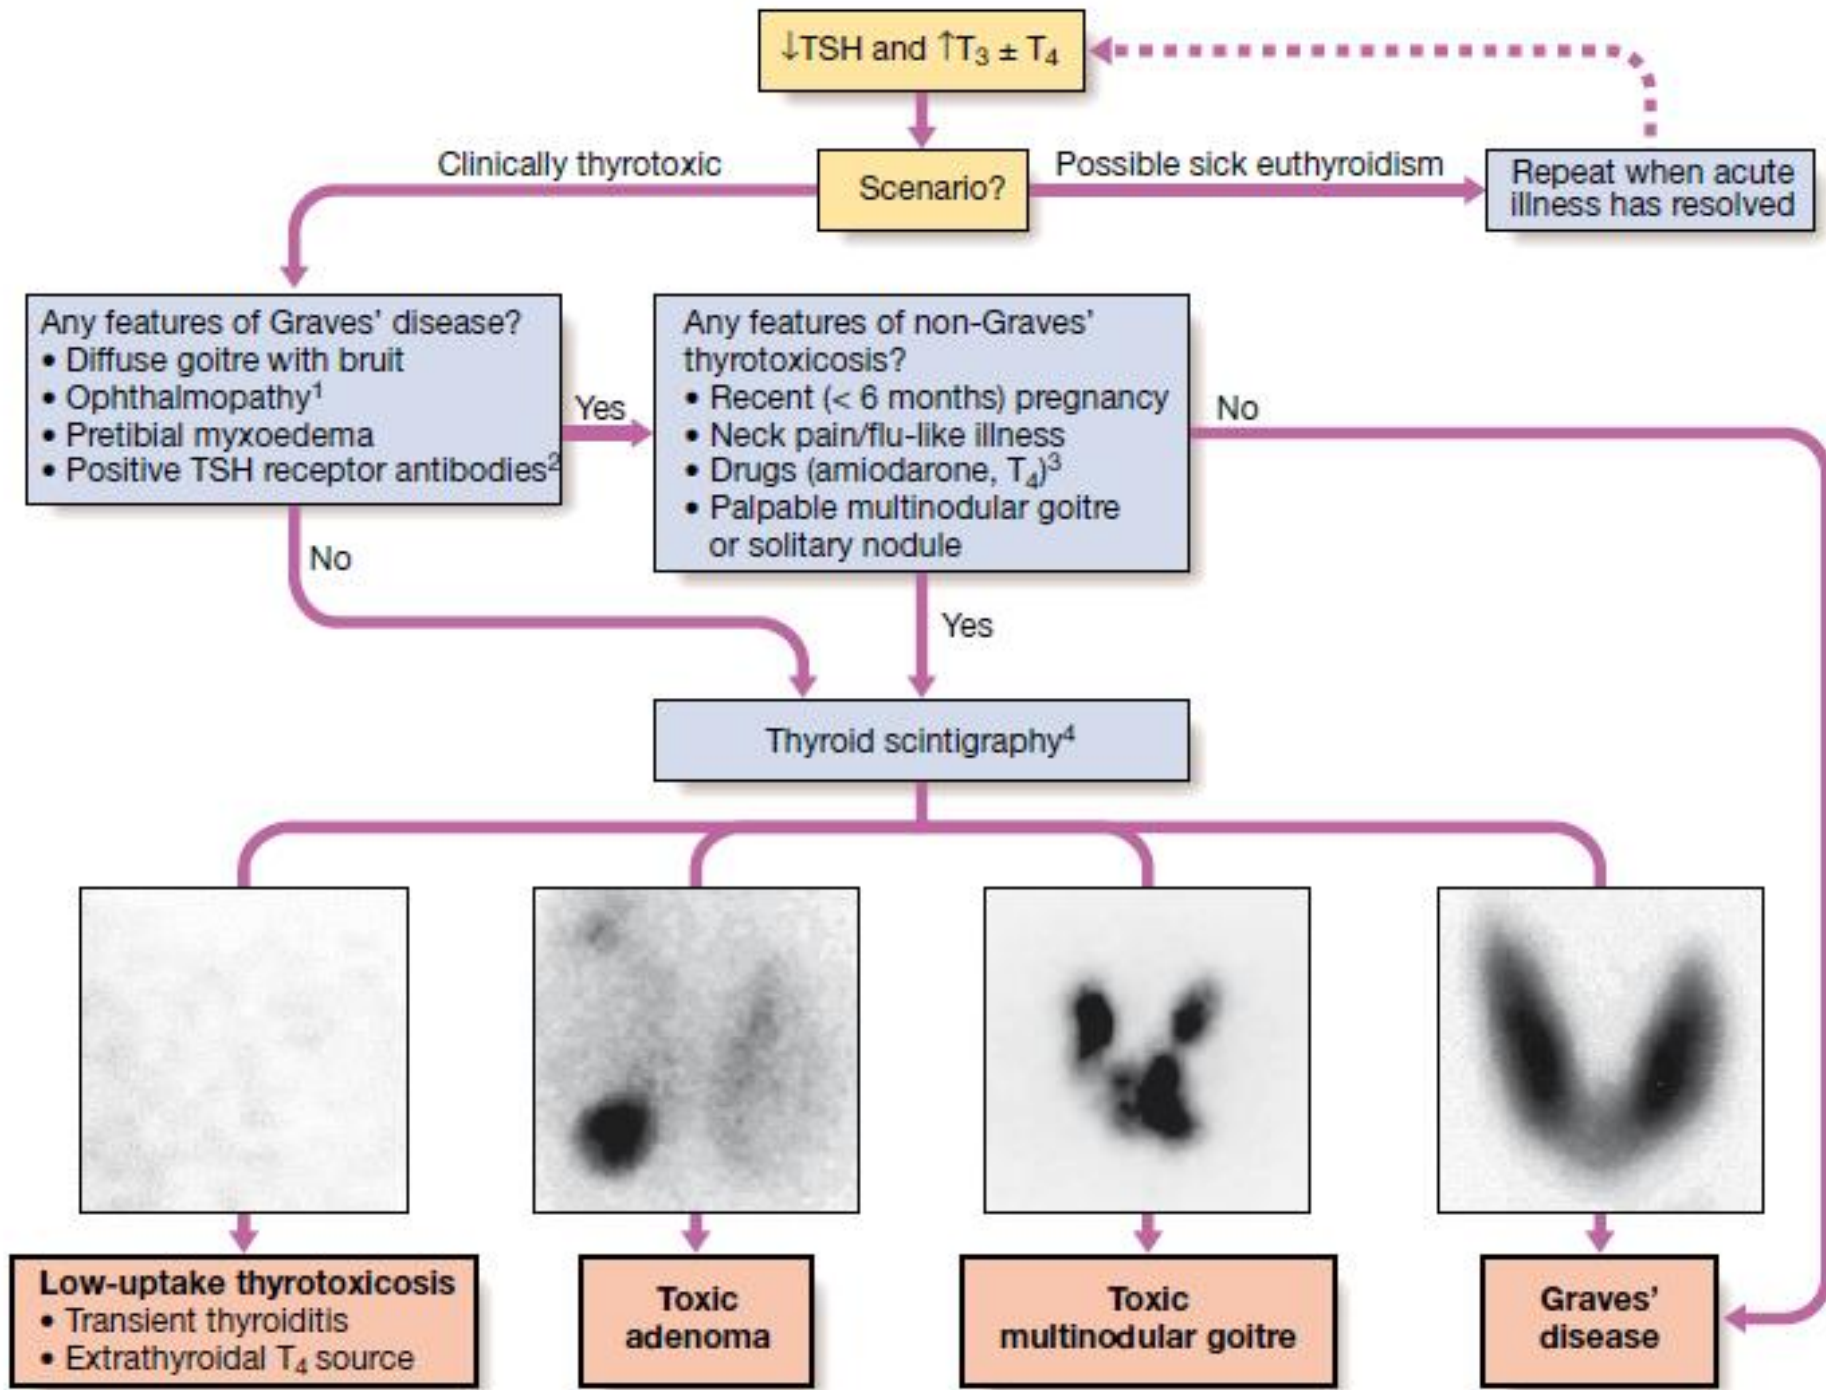 ↓TSH and ↑T₃ ± T₄
Clinically thyrotoxic
Scenario?
Possible sick euthyroidism
Repeat when acute
illness has resolved
Any features of Graves’ disease?
• Diffuse goitre with bruit
• Ophthalmopathy¹
• Pretibial myxoedema
• Positive TSH receptor antibodies²
Yes
Any features of non-Graves’
thyrotoxicosis?
• Recent (< 6 months) pregnancy
• Neck pain/flu-like illness
• Drugs (amiodarone, T₄)³
• Palpable multinodular goitre
or solitary nodule
No
No
Yes
Thyroid scintigraphy⁴
Low-uptake thyrotoxicosis
• Transient thyroiditis
• Extrathyroidal T₄ source
Toxic
adenoma
Toxic
multinodular goitre
Graves’
disease